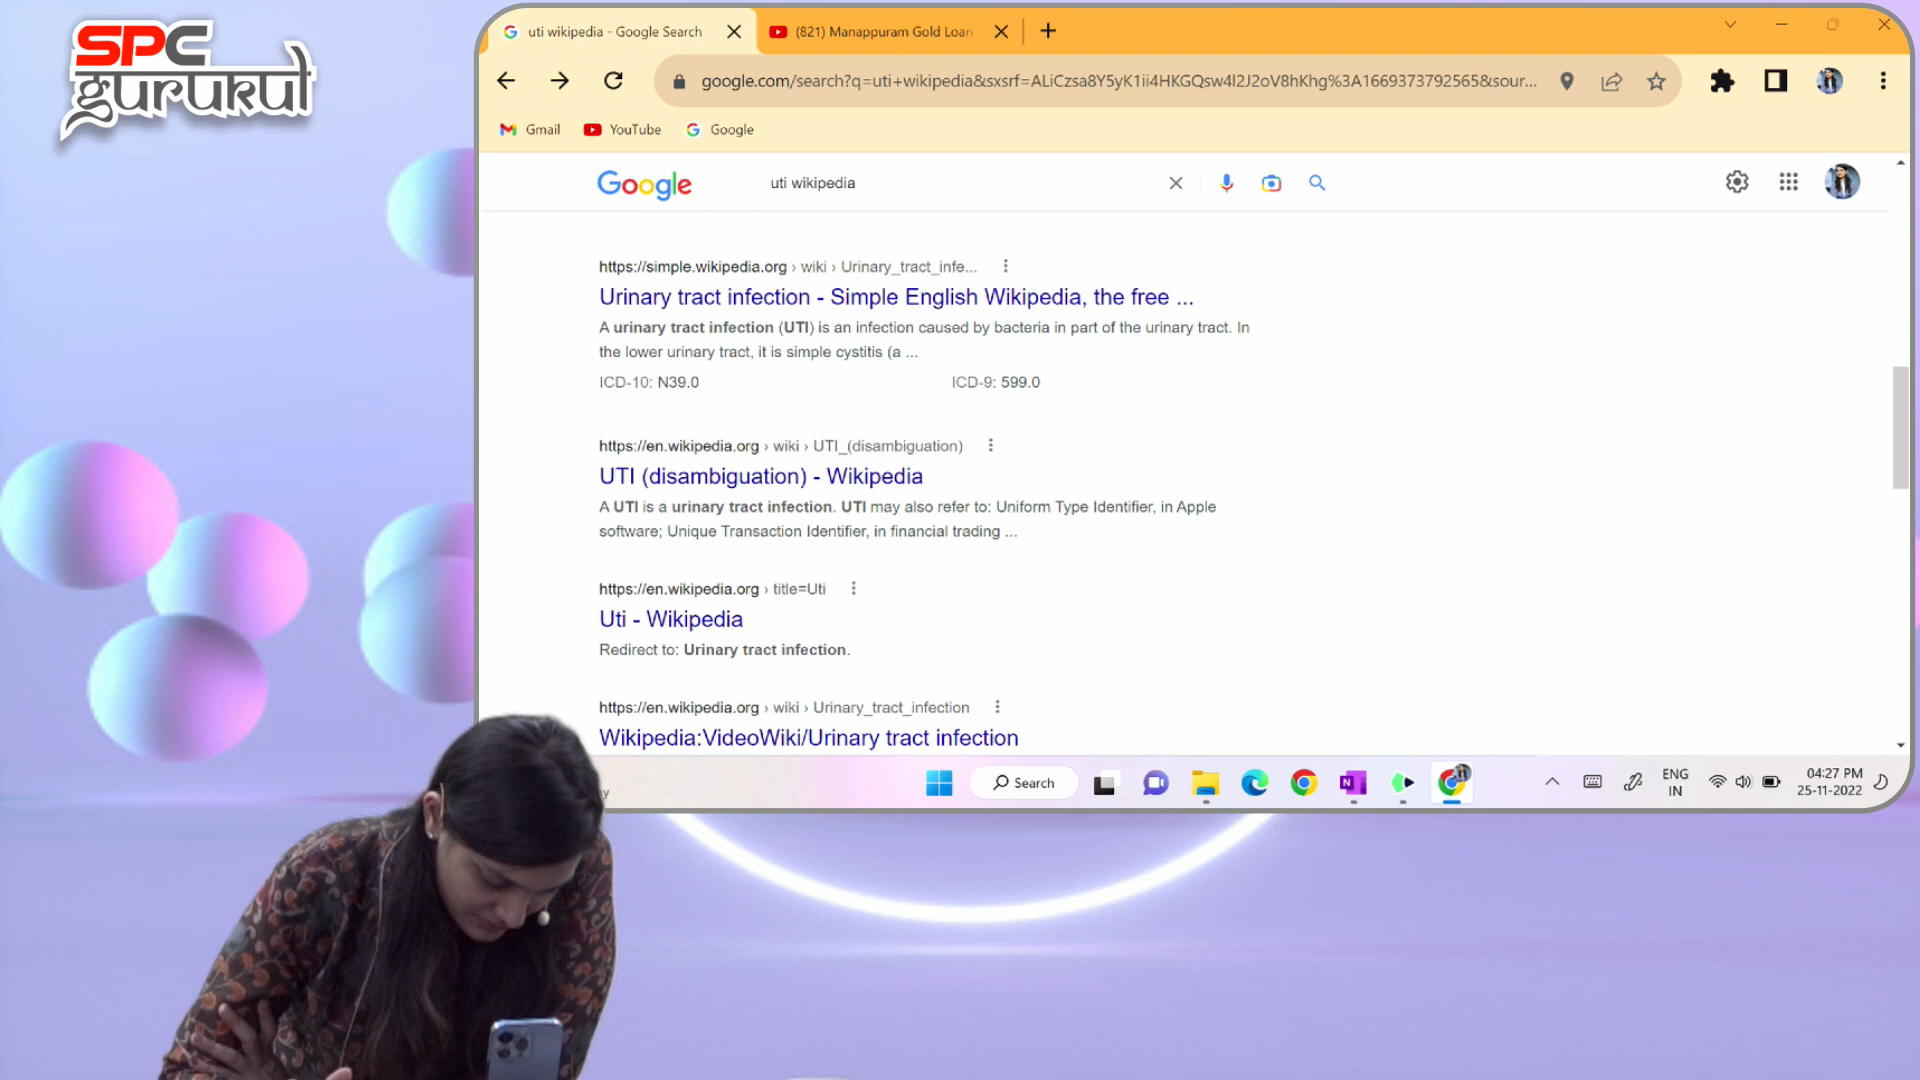 SPC
gurukul
uti wikipedia - Google Search
(821) Manappuram Gold Loan
google.com/search?q=uti+wikipedia&sxsrf=ALiCzsa8Y5yK1ii4HKGQsw4l2J2oV8hKhg%3A1669373792565&sour...
Gmail
YouTube
Google
Google
uti wikipedia
https://simple.wikipedia.org › wiki › Urinary_tract_infe...
Urinary tract infection - Simple English Wikipedia, the free ...
A urinary tract infection (UTI) is an infection caused by bacteria in part of the urinary tract. In
the lower urinary tract, it is simple cystitis (a ...
ICD-10: N39.0
ICD-9: 599.0
https://en.wikipedia.org › wiki › UTI_(disambiguation)
UTI (disambiguation) - Wikipedia
A UTI is a urinary tract infection. UTI may also refer to: Uniform Type Identifier, in Apple
software; Unique Transaction Identifier, in financial trading ...
https://en.wikipedia.org › title=Uti
Uti - Wikipedia
Redirect to: Urinary tract infection.
https://en.wikipedia.org › wiki › Urinary_tract_infection
Wikipedia:VideoWiki/Urinary tract infection
Search
ENG
IN
04:27 PM
25-11-2022